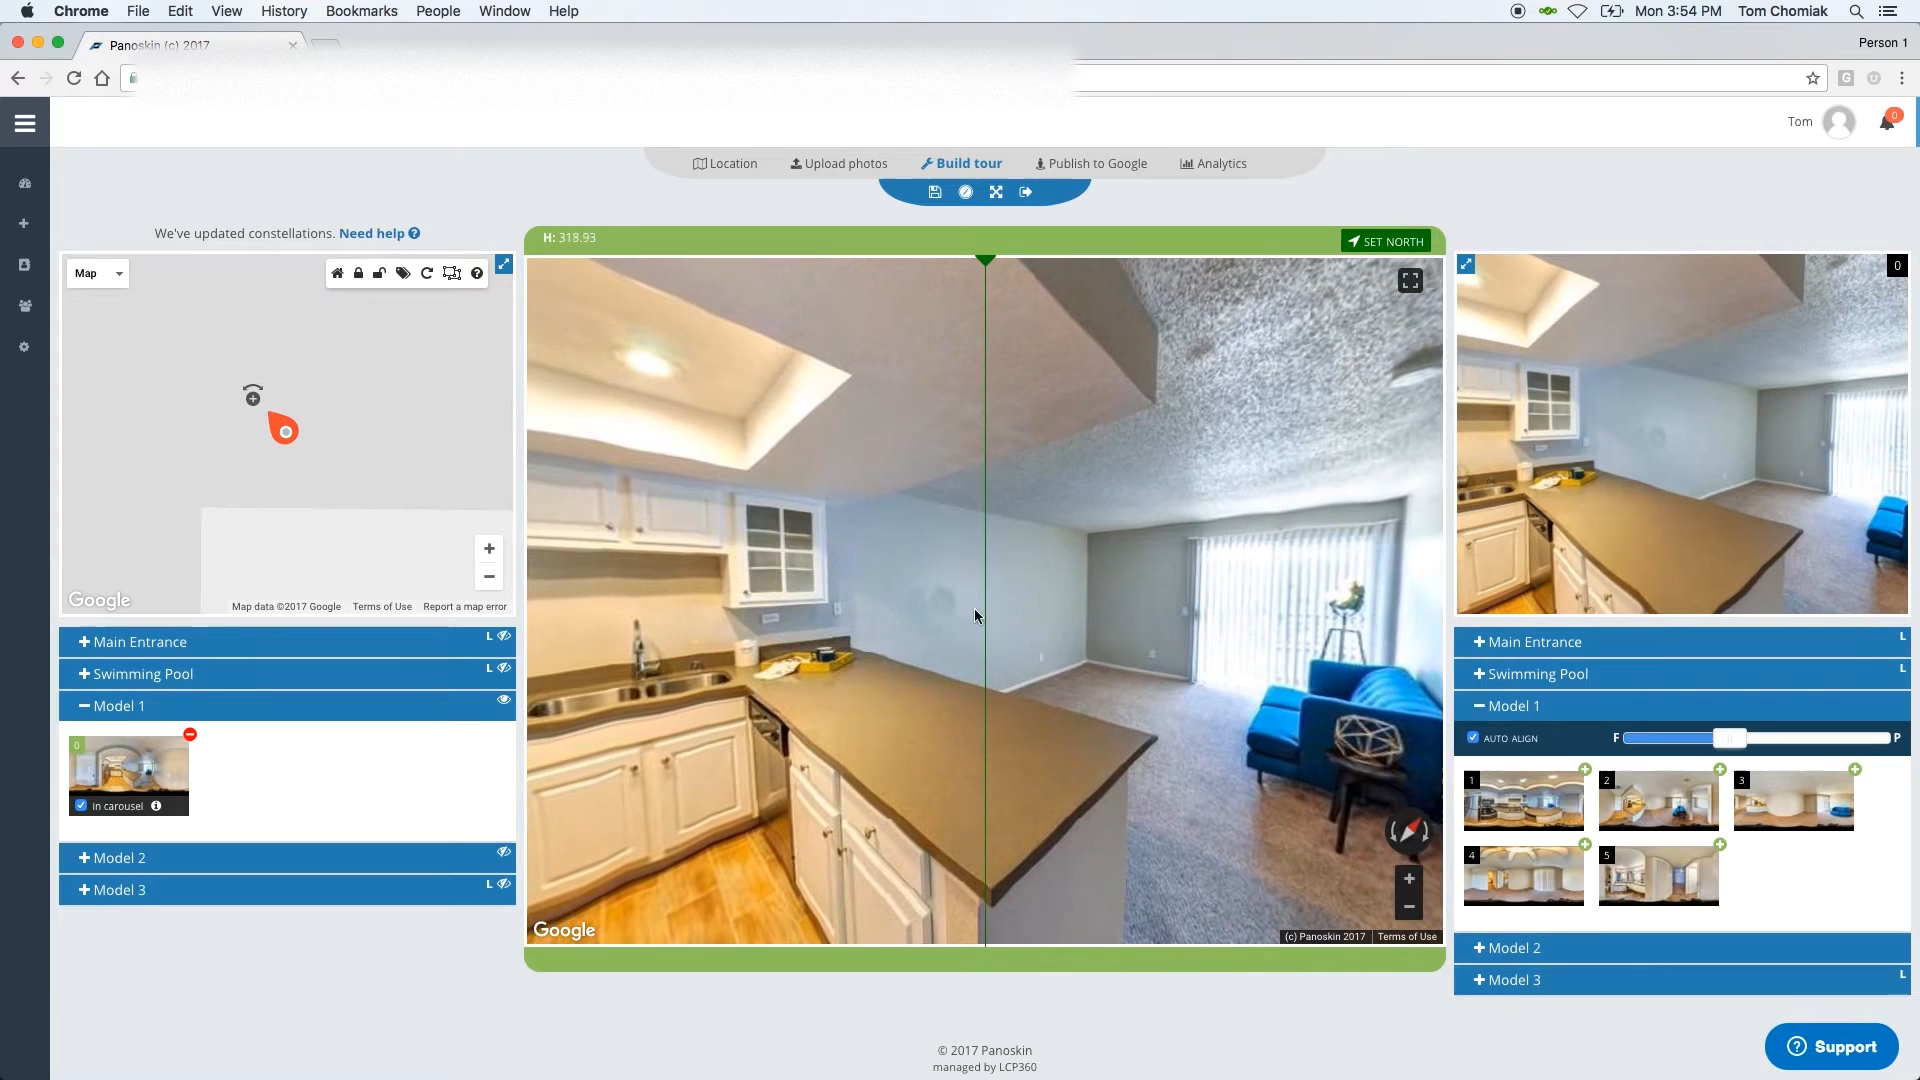 Chrome File Edit View History Bookmarks People Window Help
Mon 3:54 PM Tom Chomiak
Panoskin (c) 2017
Person 1
Tom
0
Location Upload photos Build tour Publish to Google Analytics
We've updated constellations. Need help
H: 318.93
SET NORTH
Map
0
Google
Map data ©2017 Google Terms of Use Report a map error
Main Entrance L
Swimming Pool L
Model 1
0
in carousel
Model 2
Model 3 L
Google
(c) Panoskin 2017 Terms of Use
Main Entrance L
Swimming Pool L
Model 1
AUTO ALIGN F P
1 2 3
4 5
Model 2
Model 3 L
© 2017 Panoskin
managed by LCP360
Support